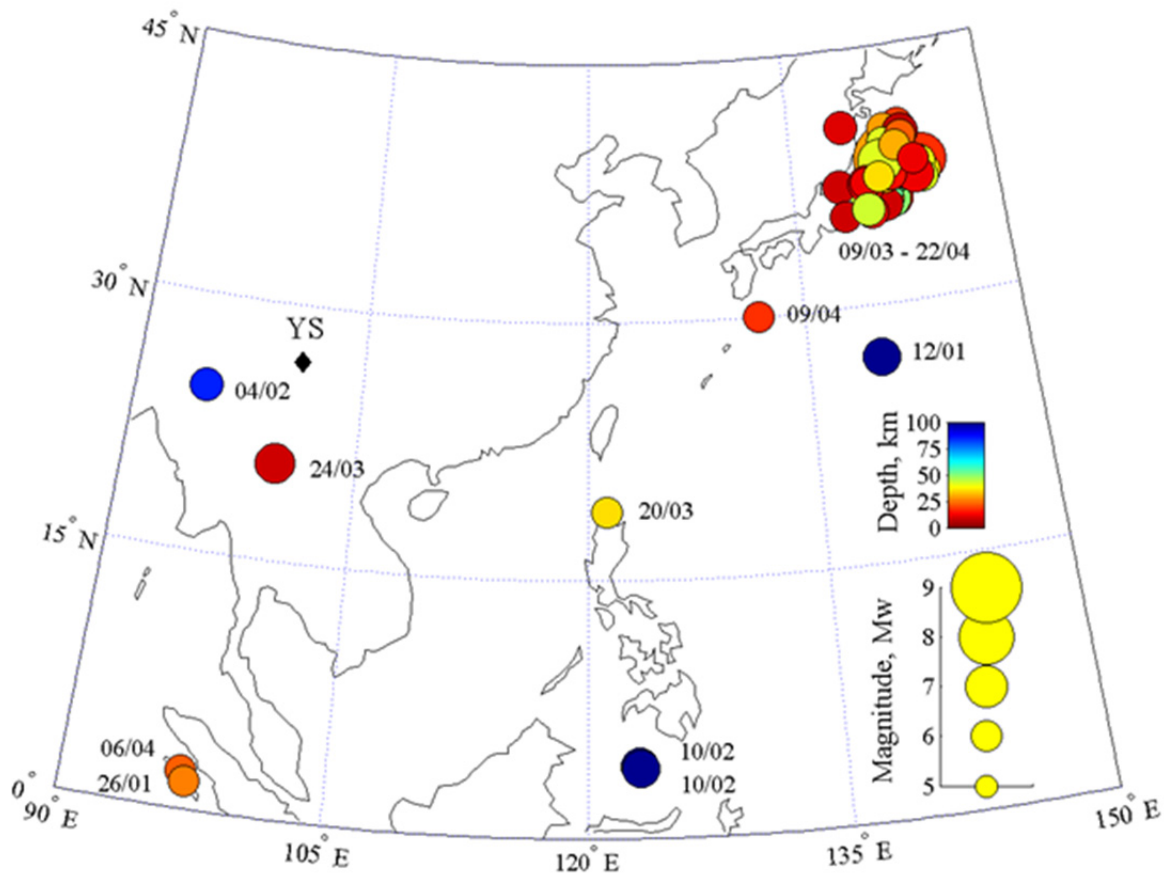 45° N
30° N
15° N
0°
90° E
105° E
120° E
135° E
150° E
YS
04/02
24/03
09/03 - 22/04
09/04
12/01
20/03
06/04
26/01
10/02
10/02
Depth, km
100
75
50
25
0
Magnitude, Mw
9
8
7
6
5